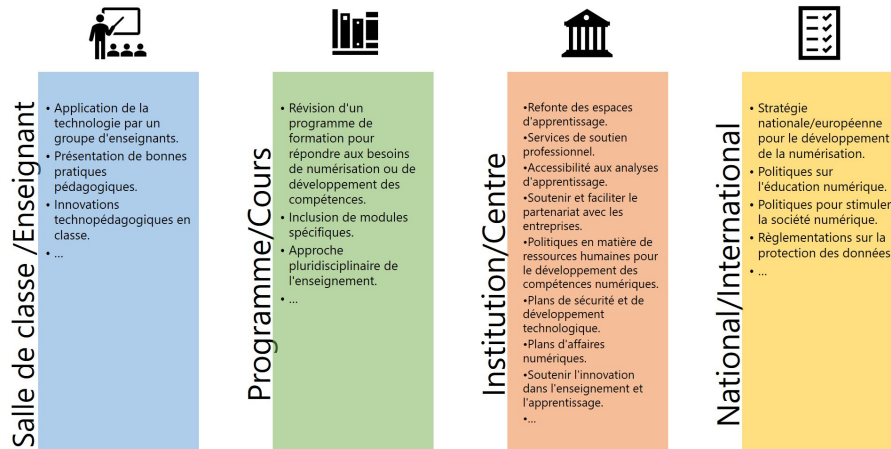 Salle de classe /Enseignant
• Application de la
technologie par un
groupe d'enseignants.
• Présentation de bonnes
pratiques
pédagogiques.
• Innovations
technopédagogiques en
classe.
• ...
Programme/Cours
• Révision d'un
programme de
formation pour
répondre aux besoins
de numérisation ou de
développement des
compétences.
• Inclusion de modules
spécifiques.
• Approche
pluridisciplinaire de
l'enseignement.
• ...
Institution/Centre
•Refonte des espaces
d'apprentissage.
•Services de soutien
professionnel.
•Accessibilité aux analyses
d'apprentissage.
•Soutenir et faciliter le
partenariat avec les
entreprises.
•Politiques en matière de
ressources humaines pour
le développement des
compétences numériques.
•Plans de sécurité et de
développement
technologique.
•Plans d'affaires
numériques.
•Soutenir l'innovation
dans l'enseignement et
l'apprentissage.
•...
National/International
• Stratégie
nationale/européenne
pour le développement
de la numérisation.
• Politiques sur
l'éducation numérique.
• Politiques pour stimuler
la société numérique.
• Règlementations sur la
protection des données
• ...